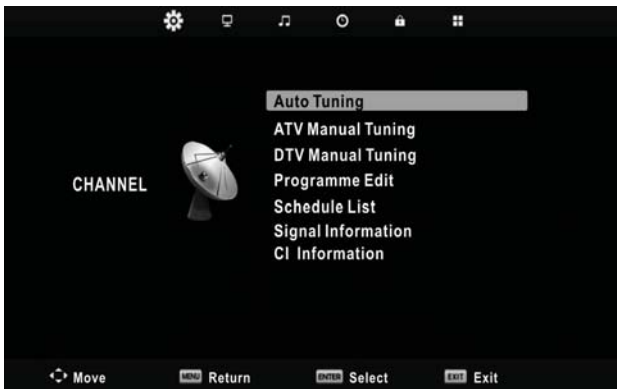 Auto Tuning
ATV Manual Tuning
DTV Manual Tuning
CHANNEL
Programme Edit
Schedule List
Signal Information
CI Information
Move
MENU Return
ENTER Select
EXIT Exit